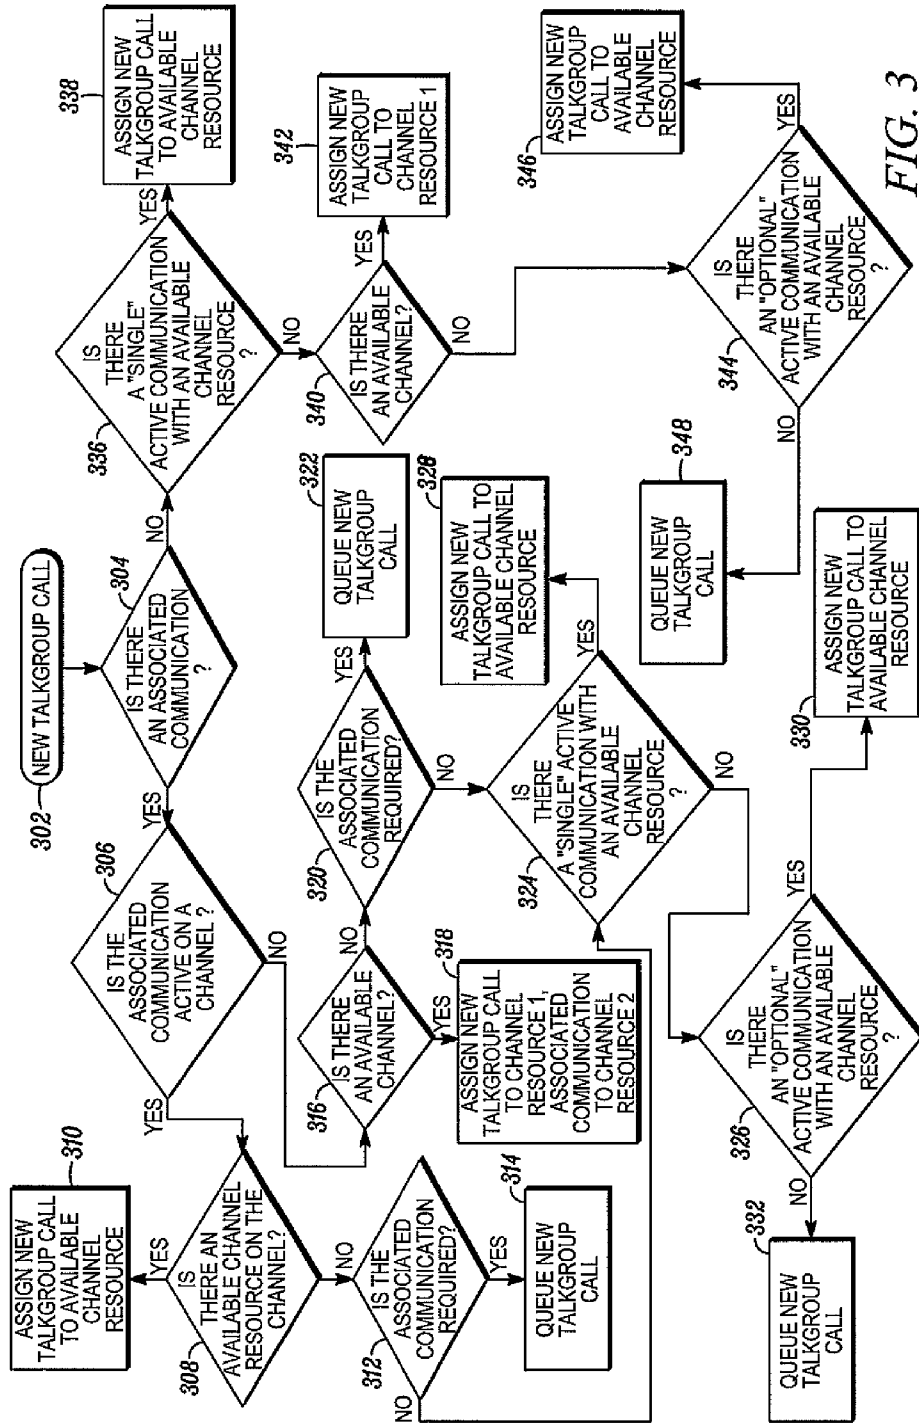 302
NEW TALKGROUP CALL
304
IS THERE
AN ASSOCIATED
COMMUNICATION
?
YES
NO
306
IS THE
ASSOCIATED
COMMUNICATION
ACTIVE ON A
CHANNEL?
YES
NO
308
IS
THERE AN
AVAILABLE CHANNEL
RESOURCE ON THE
CHANNEL?
YES
NO
310
ASSIGN NEW
TALKGROUP CALL
TO AVAILABLE
CHANNEL
RESOURCE
312
IS THE
ASSOCIATED
COMMUNICATION
REQUIRED?
NO
YES
314
QUEUE NEW
TALKGROUP
CALL
316
IS THERE
AN AVAILABLE
CHANNEL?
NO
YES
318
ASSIGN NEW
TALKGROUP CALL
TO CHANNEL
RESOURCE 1,
ASSOCIATED
COMMUNICATION
TO CHANNEL
RESOURCE 2
320
IS THE
ASSOCIATED
COMMUNICATION
REQUIRED?
YES
NO
322
QUEUE NEW
TALKGROUP
CALL
324
IS
THERE
A "SINGLE" ACTIVE
COMMUNICATION WITH
AN AVAILABLE
CHANNEL
RESOURCE
?
YES
NO
328
ASSIGN NEW
TALKGROUP CALL TO
AVAILABLE CHANNEL
RESOURCE
326
IS
THERE
AN "OPTIONAL"
ACTIVE COMMUNICATION
WITH AN AVAILABLE
CHANNEL
RESOURCE
?
NO
YES
330
ASSIGN NEW
TALKGROUP CALL TO
AVAILABLE CHANNEL
RESOURCE
332
QUEUE NEW
TALKGROUP
CALL
336
IS
THERE
A "SINGLE"
ACTIVE COMMUNICATION
WITH AN AVAILABLE
CHANNEL
RESOURCE
?
YES
NO
338
ASSIGN NEW
TALKGROUP CALL
TO AVAILABLE
CHANNEL
RESOURCE
340
IS THERE
AN AVAILABLE
CHANNEL?
YES
NO
342
ASSIGN NEW
TALKGROUP
CALL TO
CHANNEL
RESOURCE 1
344
IS
THERE
AN "OPTIONAL"
ACTIVE COMMUNICATION
WITH AN AVAILABLE
CHANNEL
RESOURCE
?
YES
NO
346
ASSIGN NEW
TALKGROUP
CALL TO
AVAILABLE
CHANNEL
RESOURCE
348
QUEUE NEW
TALKGROUP
CALL
FIG. 3